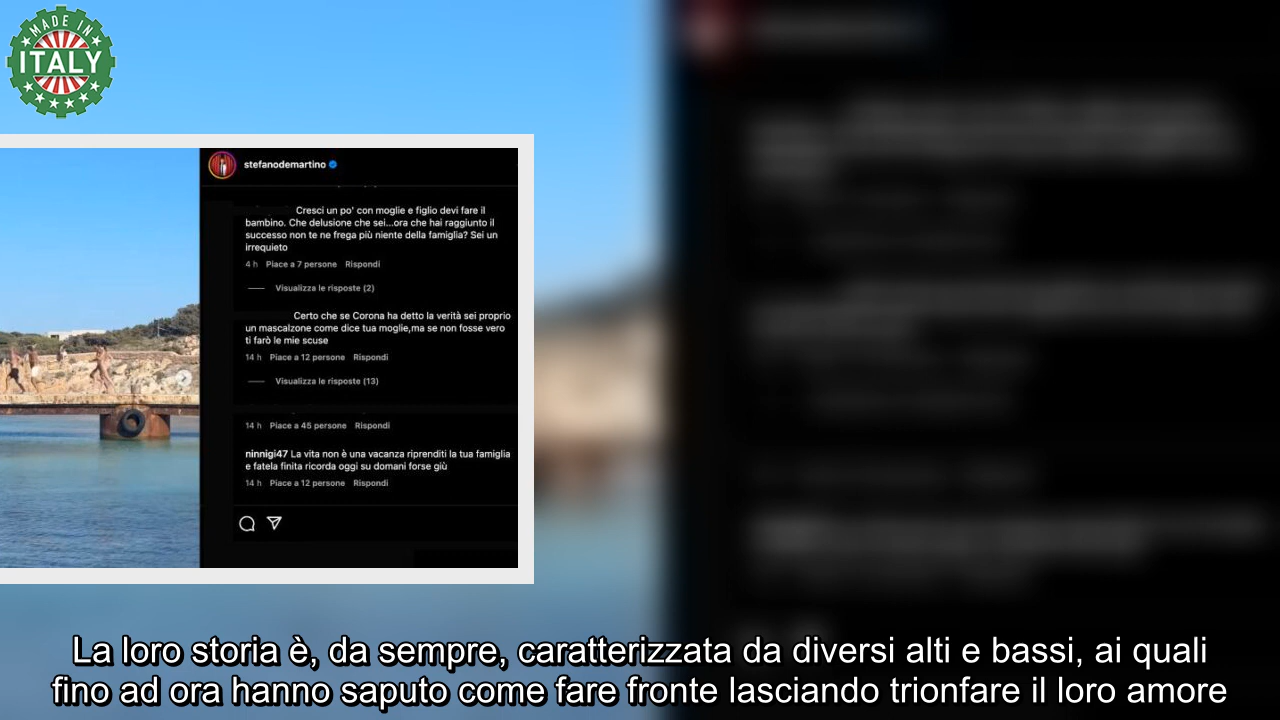 MADE IN
ITALY
stefanodemartino
Cresci un po' con moglie e figlio devi fare il
bambino. Che delusione che sei...ora che hai raggiunto il
successo non te ne frega più niente della famiglia? Sei un
irrequieto
4 h Piace a 7 persone Rispondi
Visualizza le risposte (2)
Certo che se Corona ha detto la verità sei proprio
un mascalzone come dice tua moglie,ma se non fosse vero
ti farò le mie scuse
14 h Piace a 12 persone Rispondi
Visualizza le risposte (13)
14 h Piace a 45 persone Rispondi
ninnigi47 La vita non è una vacanza riprenditi la tua famiglia
e fatela finita ricorda oggi su domani forse giù
14 h Piace a 12 persone Rispondi
La loro storia è, da sempre, caratterizzata da diversi alti e bassi, ai quali
fino ad ora hanno saputo come fare fronte lasciando trionfare il loro amore